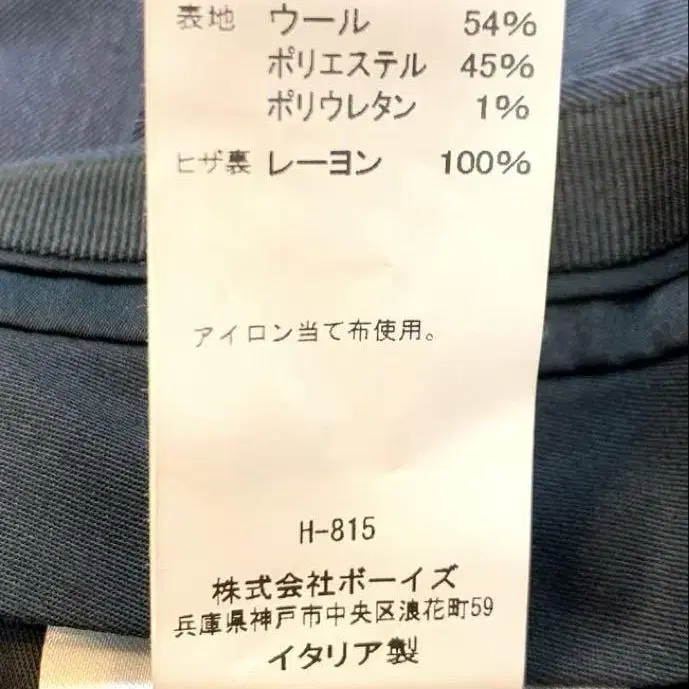 表地 ウール 54%
ポリエステル 45%
ポリウレタン 1%
ヒザ裏 レーヨン 100%
アイロン当て布使用。
H-815
株式会社ボーイズ
兵庫県神戸市中央区浪花町59
イタリア製